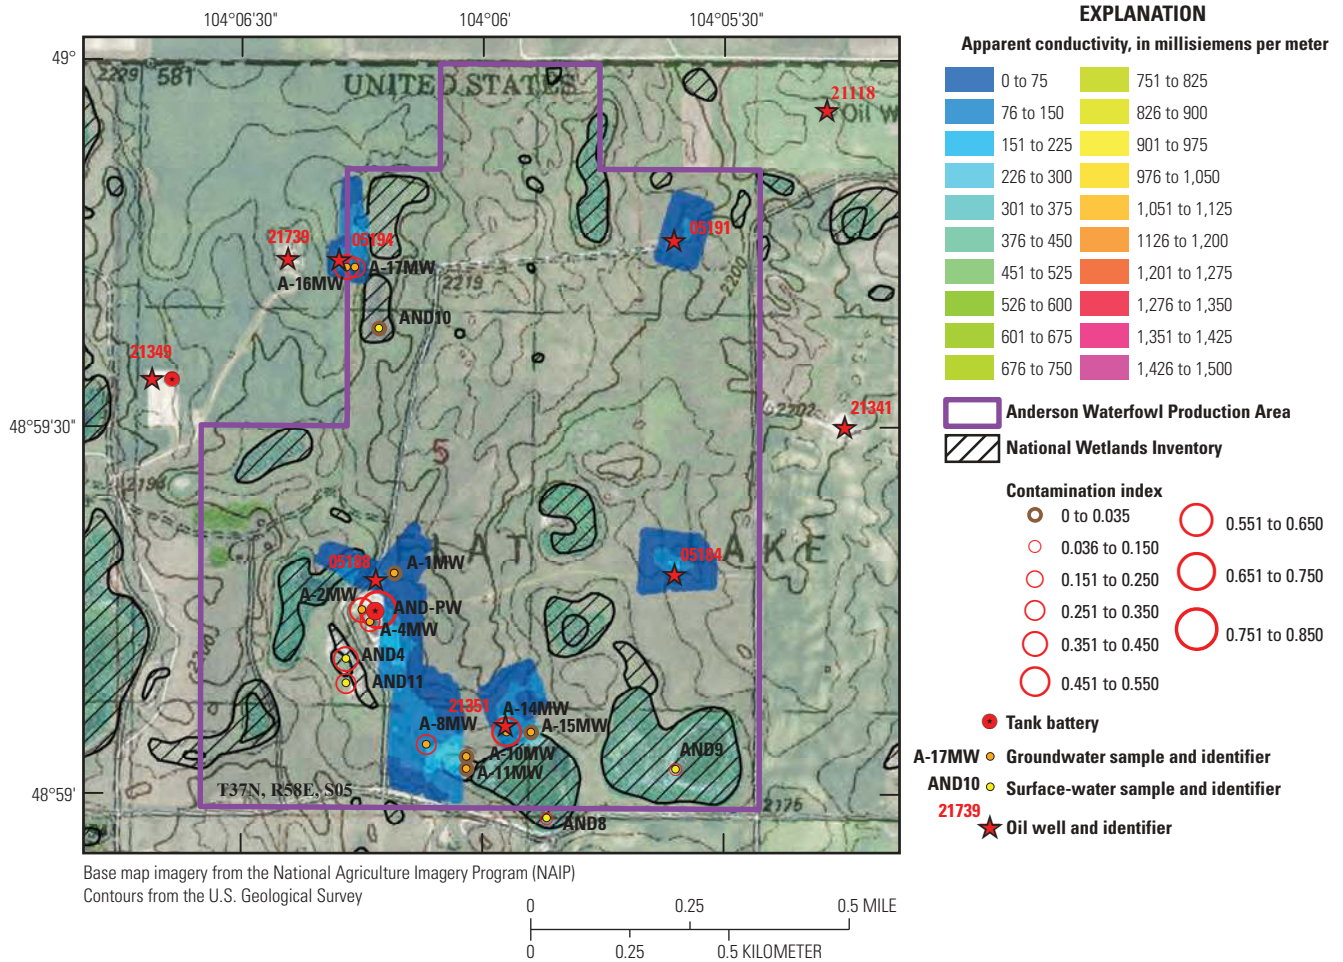 104°06'30" 104°06' 104°05'30"
49°
2229 581
UNITED STATES
21118
Oil W
05191
21739 05194
A-17MW
A-16MW
2219
2200
AND10
21349
2202
21341
48°59'30"
5
2193
LAT LAKE
05188
A-1MW
05184
A-2MW
AND-PW
A-4MW
AND4
AND11
21351
A-14MW
A-8MW
A-15MW
A-10MW
A-11MW
AND9
T37N, R58E, S05
48°59'
2175
AND8
Base map imagery from the National Agriculture Imagery Program (NAIP)
Contours from the U.S. Geological Survey
0 0.25 0.5 MILE
0 0.25 0.5 KILOMETER
EXPLANATION
Apparent conductivity, in millisiemens per meter
0 to 75
76 to 150
151 to 225
226 to 300
301 to 375
376 to 450
451 to 525
526 to 600
601 to 675
676 to 750
751 to 825
826 to 900
901 to 975
976 to 1,050
1,051 to 1,125
1126 to 1,200
1,201 to 1,275
1,276 to 1,350
1,351 to 1,425
1,426 to 1,500
Anderson Waterfowl Production Area
National Wetlands Inventory
Contamination index
0 to 0.035
0.036 to 0.150
0.151 to 0.250
0.251 to 0.350
0.351 to 0.450
0.451 to 0.550
0.551 to 0.650
0.651 to 0.750
0.751 to 0.850
Tank battery
A-17MW Groundwater sample and identifier
AND10 Surface-water sample and identifier
21739
Oil well and identifier